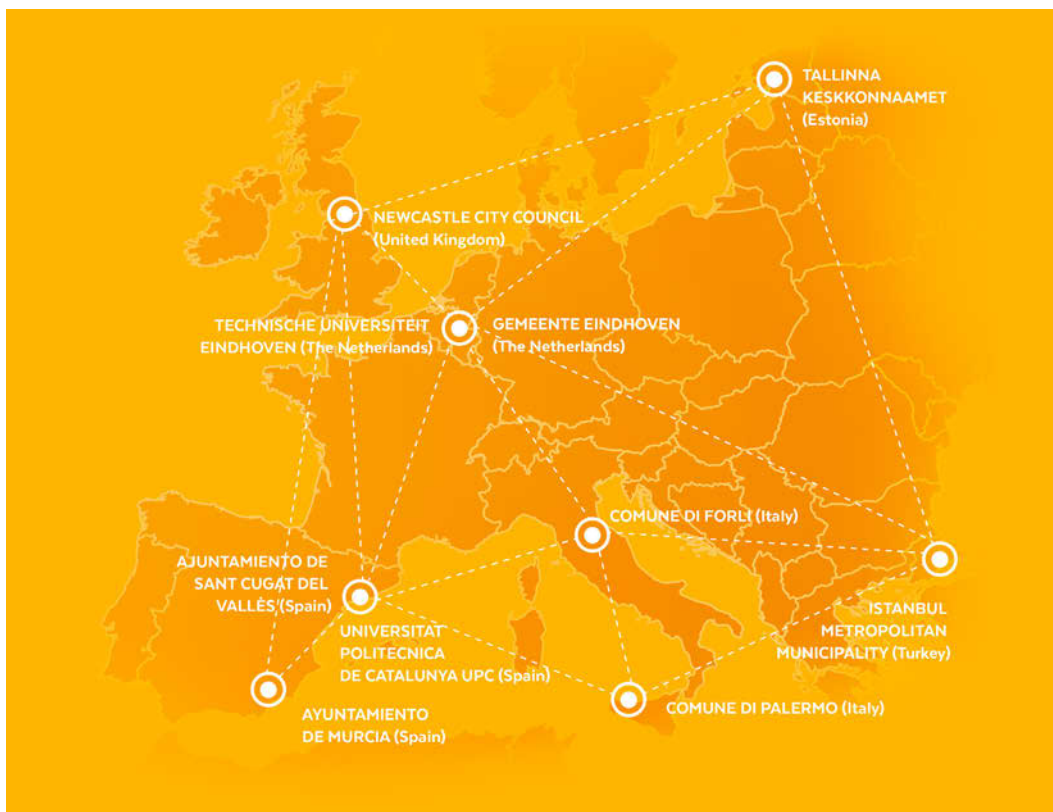 TALLINNA
KESKKONNAAMET
(Estonia)
NEWCASTLE CITY COUNCIL
(United Kingdom)
TECHNISCHE UNIVERSITEIT
EINDHOVEN (The Netherlands)
GEMEENTE EINDHOVEN
(The Netherlands)
COMUNE DI FORLI (Italy)
AJUNTAMIENTO DE
SANT CUGAT DEL
VALLÈS (Spain)
UNIVERSITAT
POLITECNICA
DE CATALUNYA UPC (Spain)
ISTANBUL
METROPOLITAN
MUNICIPALITY (Turkey)
COMUNE DI PALERMO (Italy)
AYUNTAMIENTO
DE MURCIA (Spain)